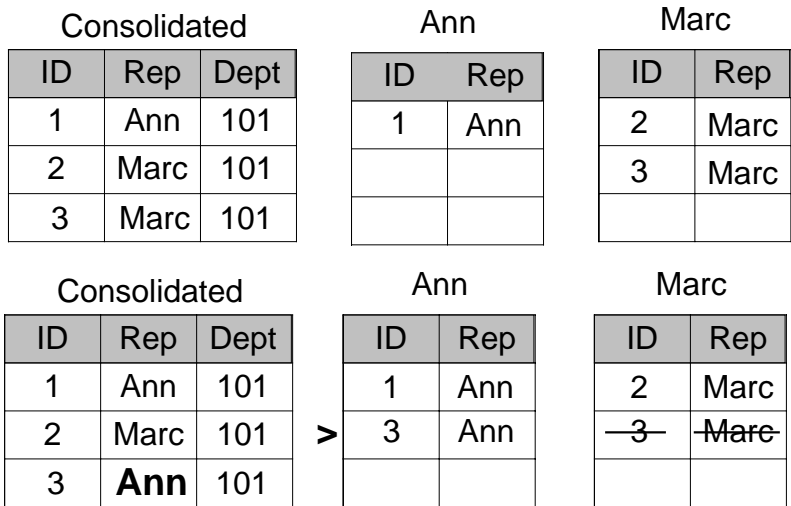 Consolidated Ann Marc
ID Rep Dept ID Rep ID Rep
1 Ann 101 1 Ann 2 Marc
2 Marc 101 3 Marc
3 Marc 101
Consolidated Ann Marc
ID Rep Dept ID Rep ID Rep
1 Ann 101 1 Ann 2 Marc
2 Marc 101 > 3 Ann 3 Marc
3 Ann 101